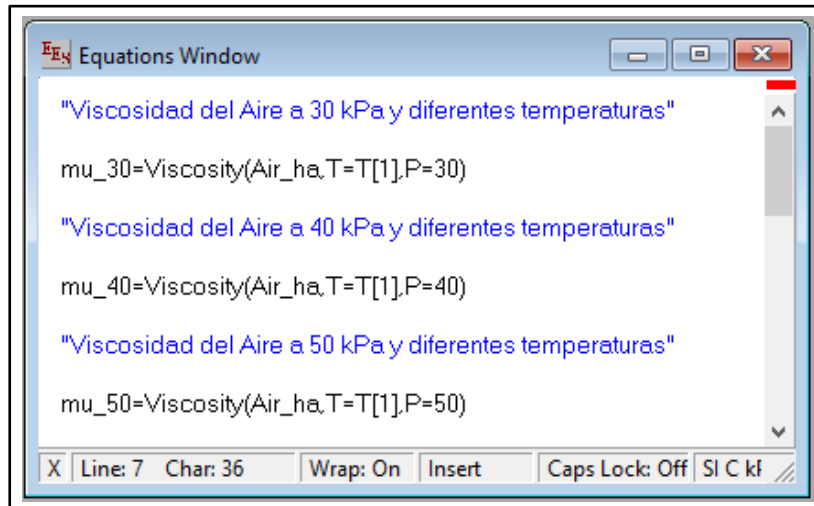 EES Equations Window
"Viscosidad del Aire a 30 kPa y diferentes temperaturas"
mu_30=Viscosity(Air_ha,T=T[1],P=30)
"Viscosidad del Aire a 40 kPa y diferentes temperaturas"
mu_40=Viscosity(Air_ha,T=T[1],P=40)
"Viscosidad del Aire a 50 kPa y diferentes temperaturas"
mu_50=Viscosity(Air_ha,T=T[1],P=50)
X Line: 7 Char: 36 Wrap: On Insert Caps Lock: Off SI C